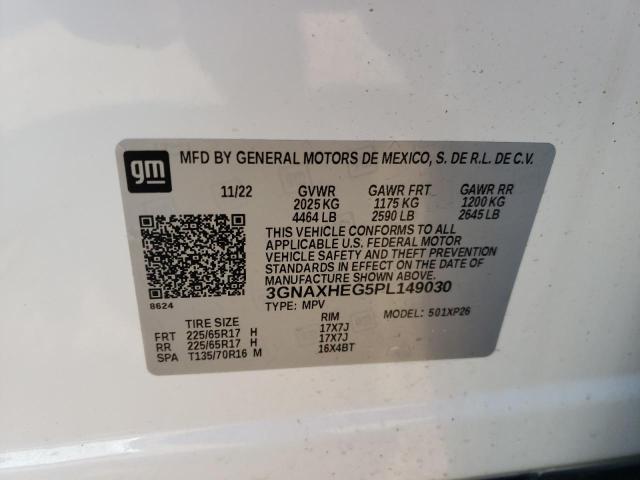 gm
MFD BY GENERAL MOTORS DE MEXICO, S. DE R.L. DE C.V.
11/22 GVWR GAWR FRT GAWR RR
2025 KG 1175 KG 1200 KG
4464 LB 2590 LB 2645 LB
THIS VEHICLE CONFORMS TO ALL
APPLICABLE U.S. FEDERAL MOTOR
VEHICLE SAFETY AND THEFT PREVENTION
STANDARDS IN EFFECT ON THE DATE OF
MANUFACTURE SHOWN ABOVE.
3GNAXHEG5PL149030
8624 TYPE: MPV MODEL: 501XP26
TIRE SIZE RIM
FRT 225/65R17 H 17X7J
RR 225/65R17 H 17X7J
SPA T135/70R16 M 16X4BT